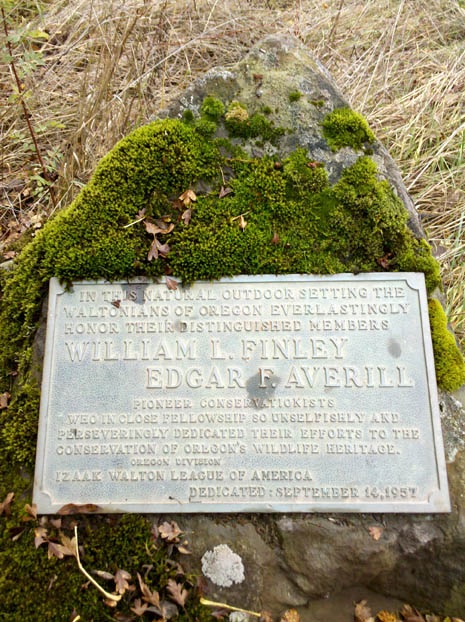 IN THIS NATURAL OUTDOOR SETTING THE
WALTONIANS OF OREGON EVERLASTINGLY
HONOR THEIR DISTINGUISHED MEMBERS
WILLIAM L. FINLEY
EDGAR F. AVERILL
PIONEER CONSERVATIONISTS
WHO IN CLOSE FELLOWSHIP SO UNSELFISHLY AND
PERSEVERINGLY DEDICATED THEIR EFFORTS TO THE
CONSERVATION OF OREGON'S WILDLIFE HERITAGE.
OREGON DIVISION
IZAAK WALTON LEAGUE OF AMERICA
DEDICATED: SEPTEMBER 14, 1957